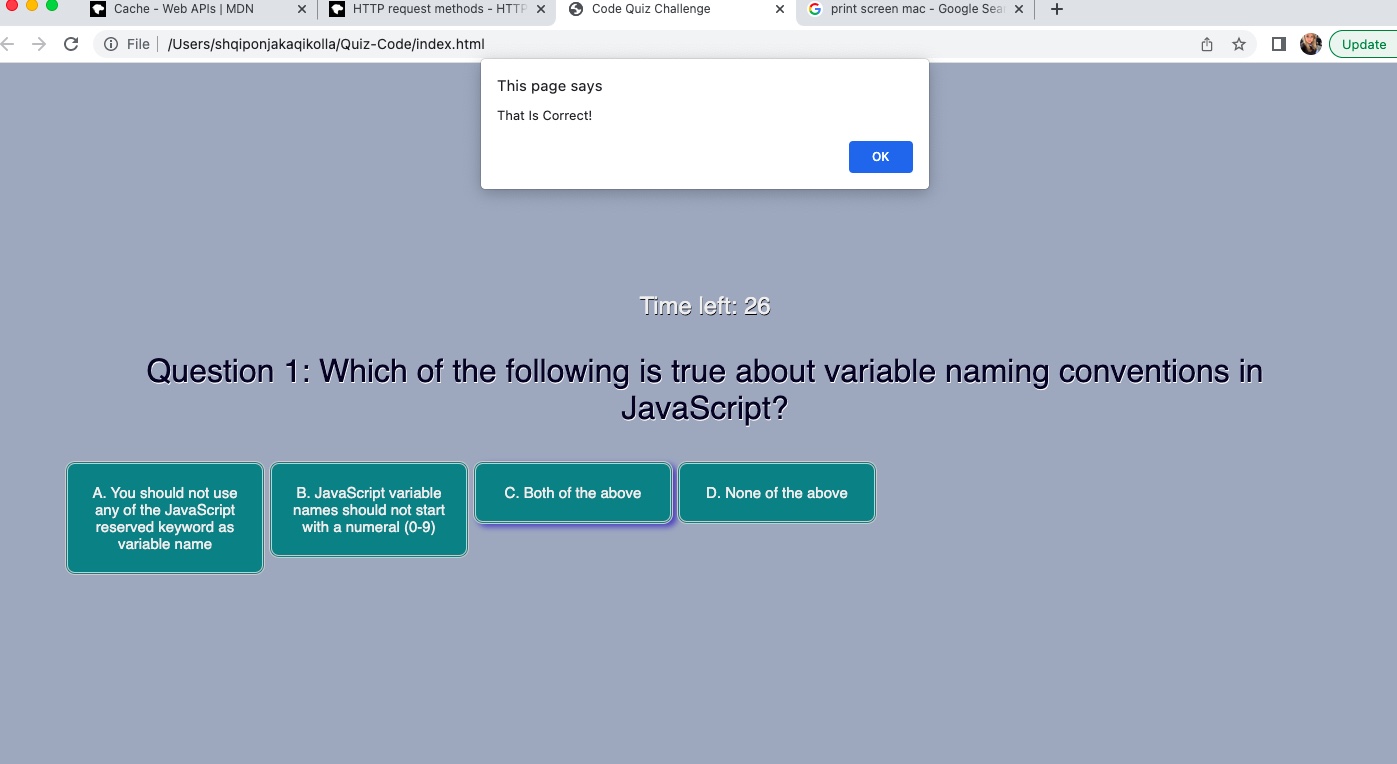 Cache - Web APIs | MDN
HTTP request methods - HTTP
Code Quiz Challenge
print screen mac - Google Sear
File
/Users/shqiponjakaqikolla/Quiz-Code/index.html
Update
This page says
That Is Correct!
OK
Time left: 26
Question 1: Which of the following is true about variable naming conventions in
JavaScript?
A. You should not use
any of the JavaScript
reserved keyword as
variable name
B. JavaScript variable
names should not start
with a numeral (0-9)
C. Both of the above
D. None of the above